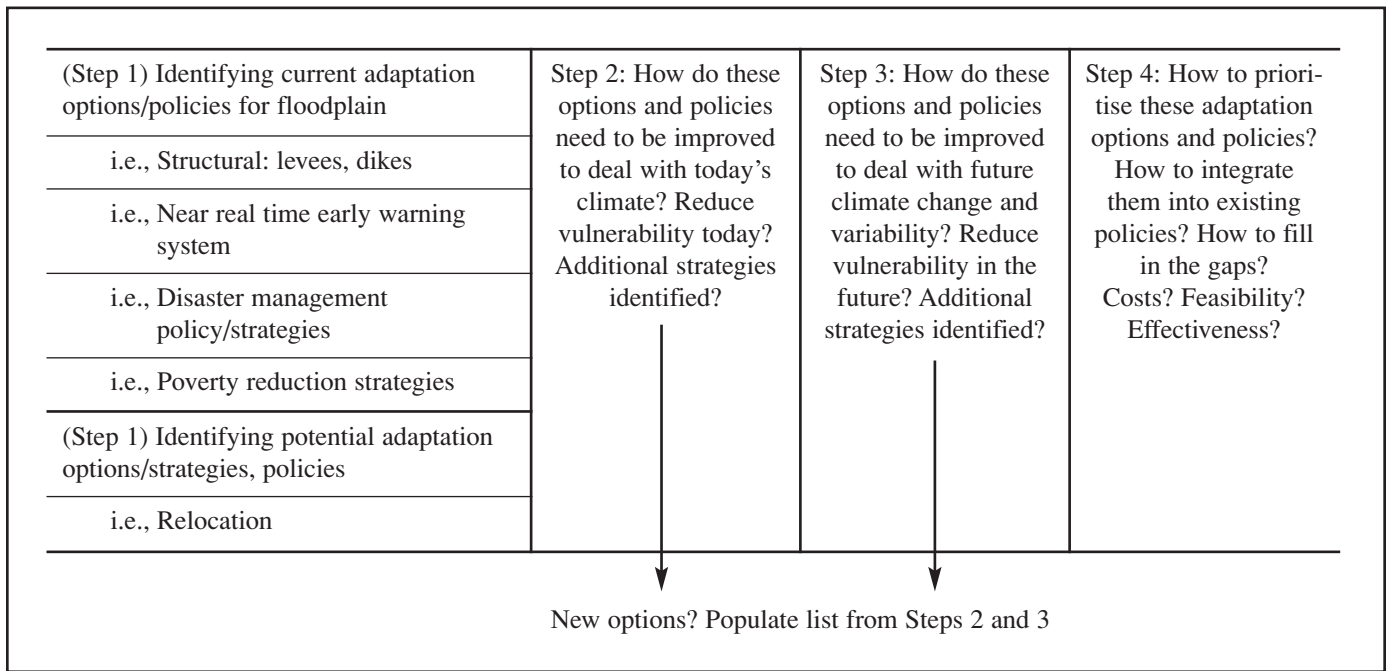 (Step 1) Identifying current adaptation
options/policies for floodplain
i.e., Structural: levees, dikes
i.e., Near real time early warning
system
i.e., Disaster management
policy/strategies
i.e., Poverty reduction strategies
(Step 1) Identifying potential adaptation
options/strategies, policies
i.e., Relocation
Step 2: How do these
options and policies
need to be improved
to deal with today’s
climate? Reduce
vulnerability today?
Additional strategies
identified?
Step 3: How do these
options and policies
need to be improved
to deal with future
climate change and
variability? Reduce
vulnerability in the
future? Additional
strategies identified?
Step 4: How to priori-
tise these adaptation
options and policies?
How to integrate
them into existing
policies? How to fill
in the gaps?
Costs? Feasibility?
Effectiveness?
New options? Populate list from Steps 2 and 3